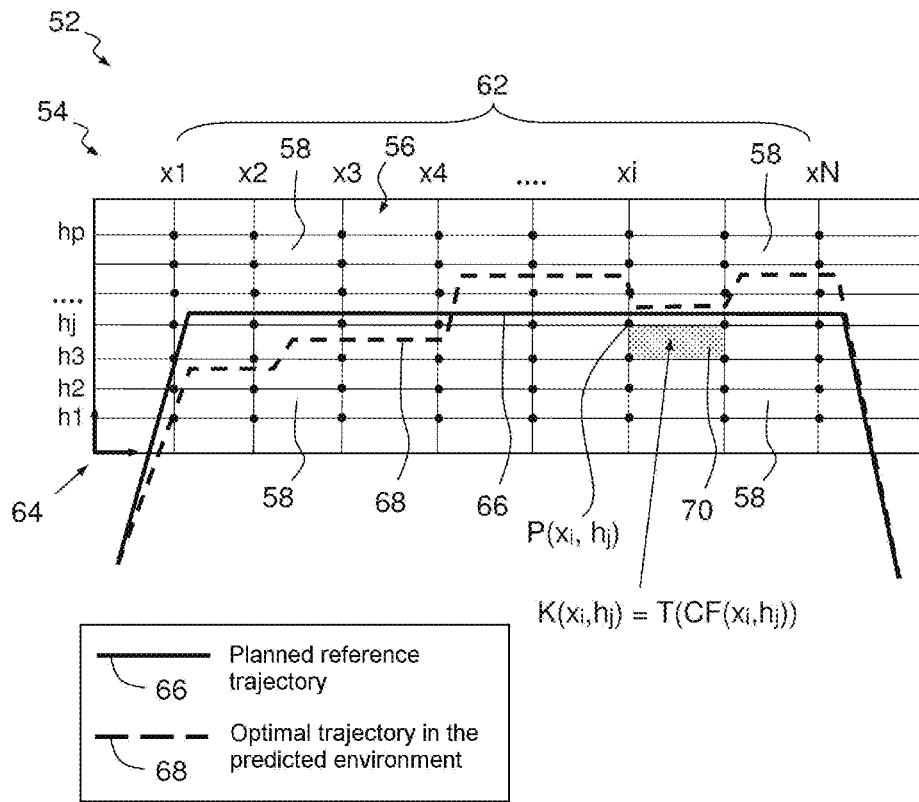 52
54
62
58
56
58
x1 x2 x3 x4 .... xi xN
hp
....
hj
h3
h2
h1
64
58
68
66
70
58
P(xi, hj)
K(xi,hj) = T(CF(xi,hj))
Planned reference
trajectory
66
Optimal trajectory in the
predicted environment
68